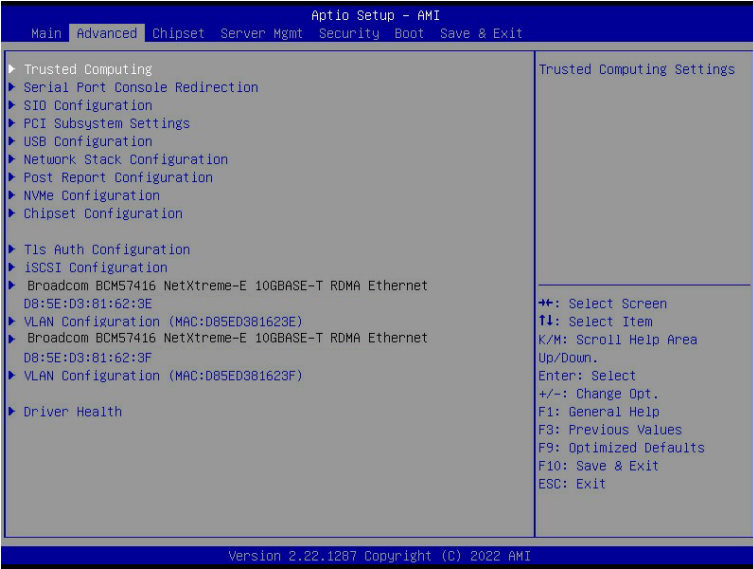 Aptio Setup – AMI
Main Advanced Chipset Server Mgmt Security Boot Save & Exit
Trusted Computing
Serial Port Console Redirection
SIO Configuration
PCI Subsystem Settings
USB Configuration
Network Stack Configuration
Post Report Configuration
NVMe Configuration
Chipset Configuration
Tls Auth Configuration
iSCSI Configuration
Broadcom BCM57416 NetXtreme-E 10GBASE-T RDMA Ethernet
D8:5E:D3:81:62:3E
VLAN Configuration (MAC:D85ED381623E)
Broadcom BCM57416 NetXtreme-E 10GBASE-T RDMA Ethernet
D8:5E:D3:81:62:3F
VLAN Configuration (MAC:D85ED381623F)
Driver Health
Trusted Computing Settings
→←: Select Screen
↑↓: Select Item
K/M: Scroll Help Area
Up/Down.
Enter: Select
+/-: Change Opt.
F1: General Help
F3: Previous Values
F9: Optimized Defaults
F10: Save & Exit
ESC: Exit
Version 2.22.1287 Copyright (C) 2022 AMI